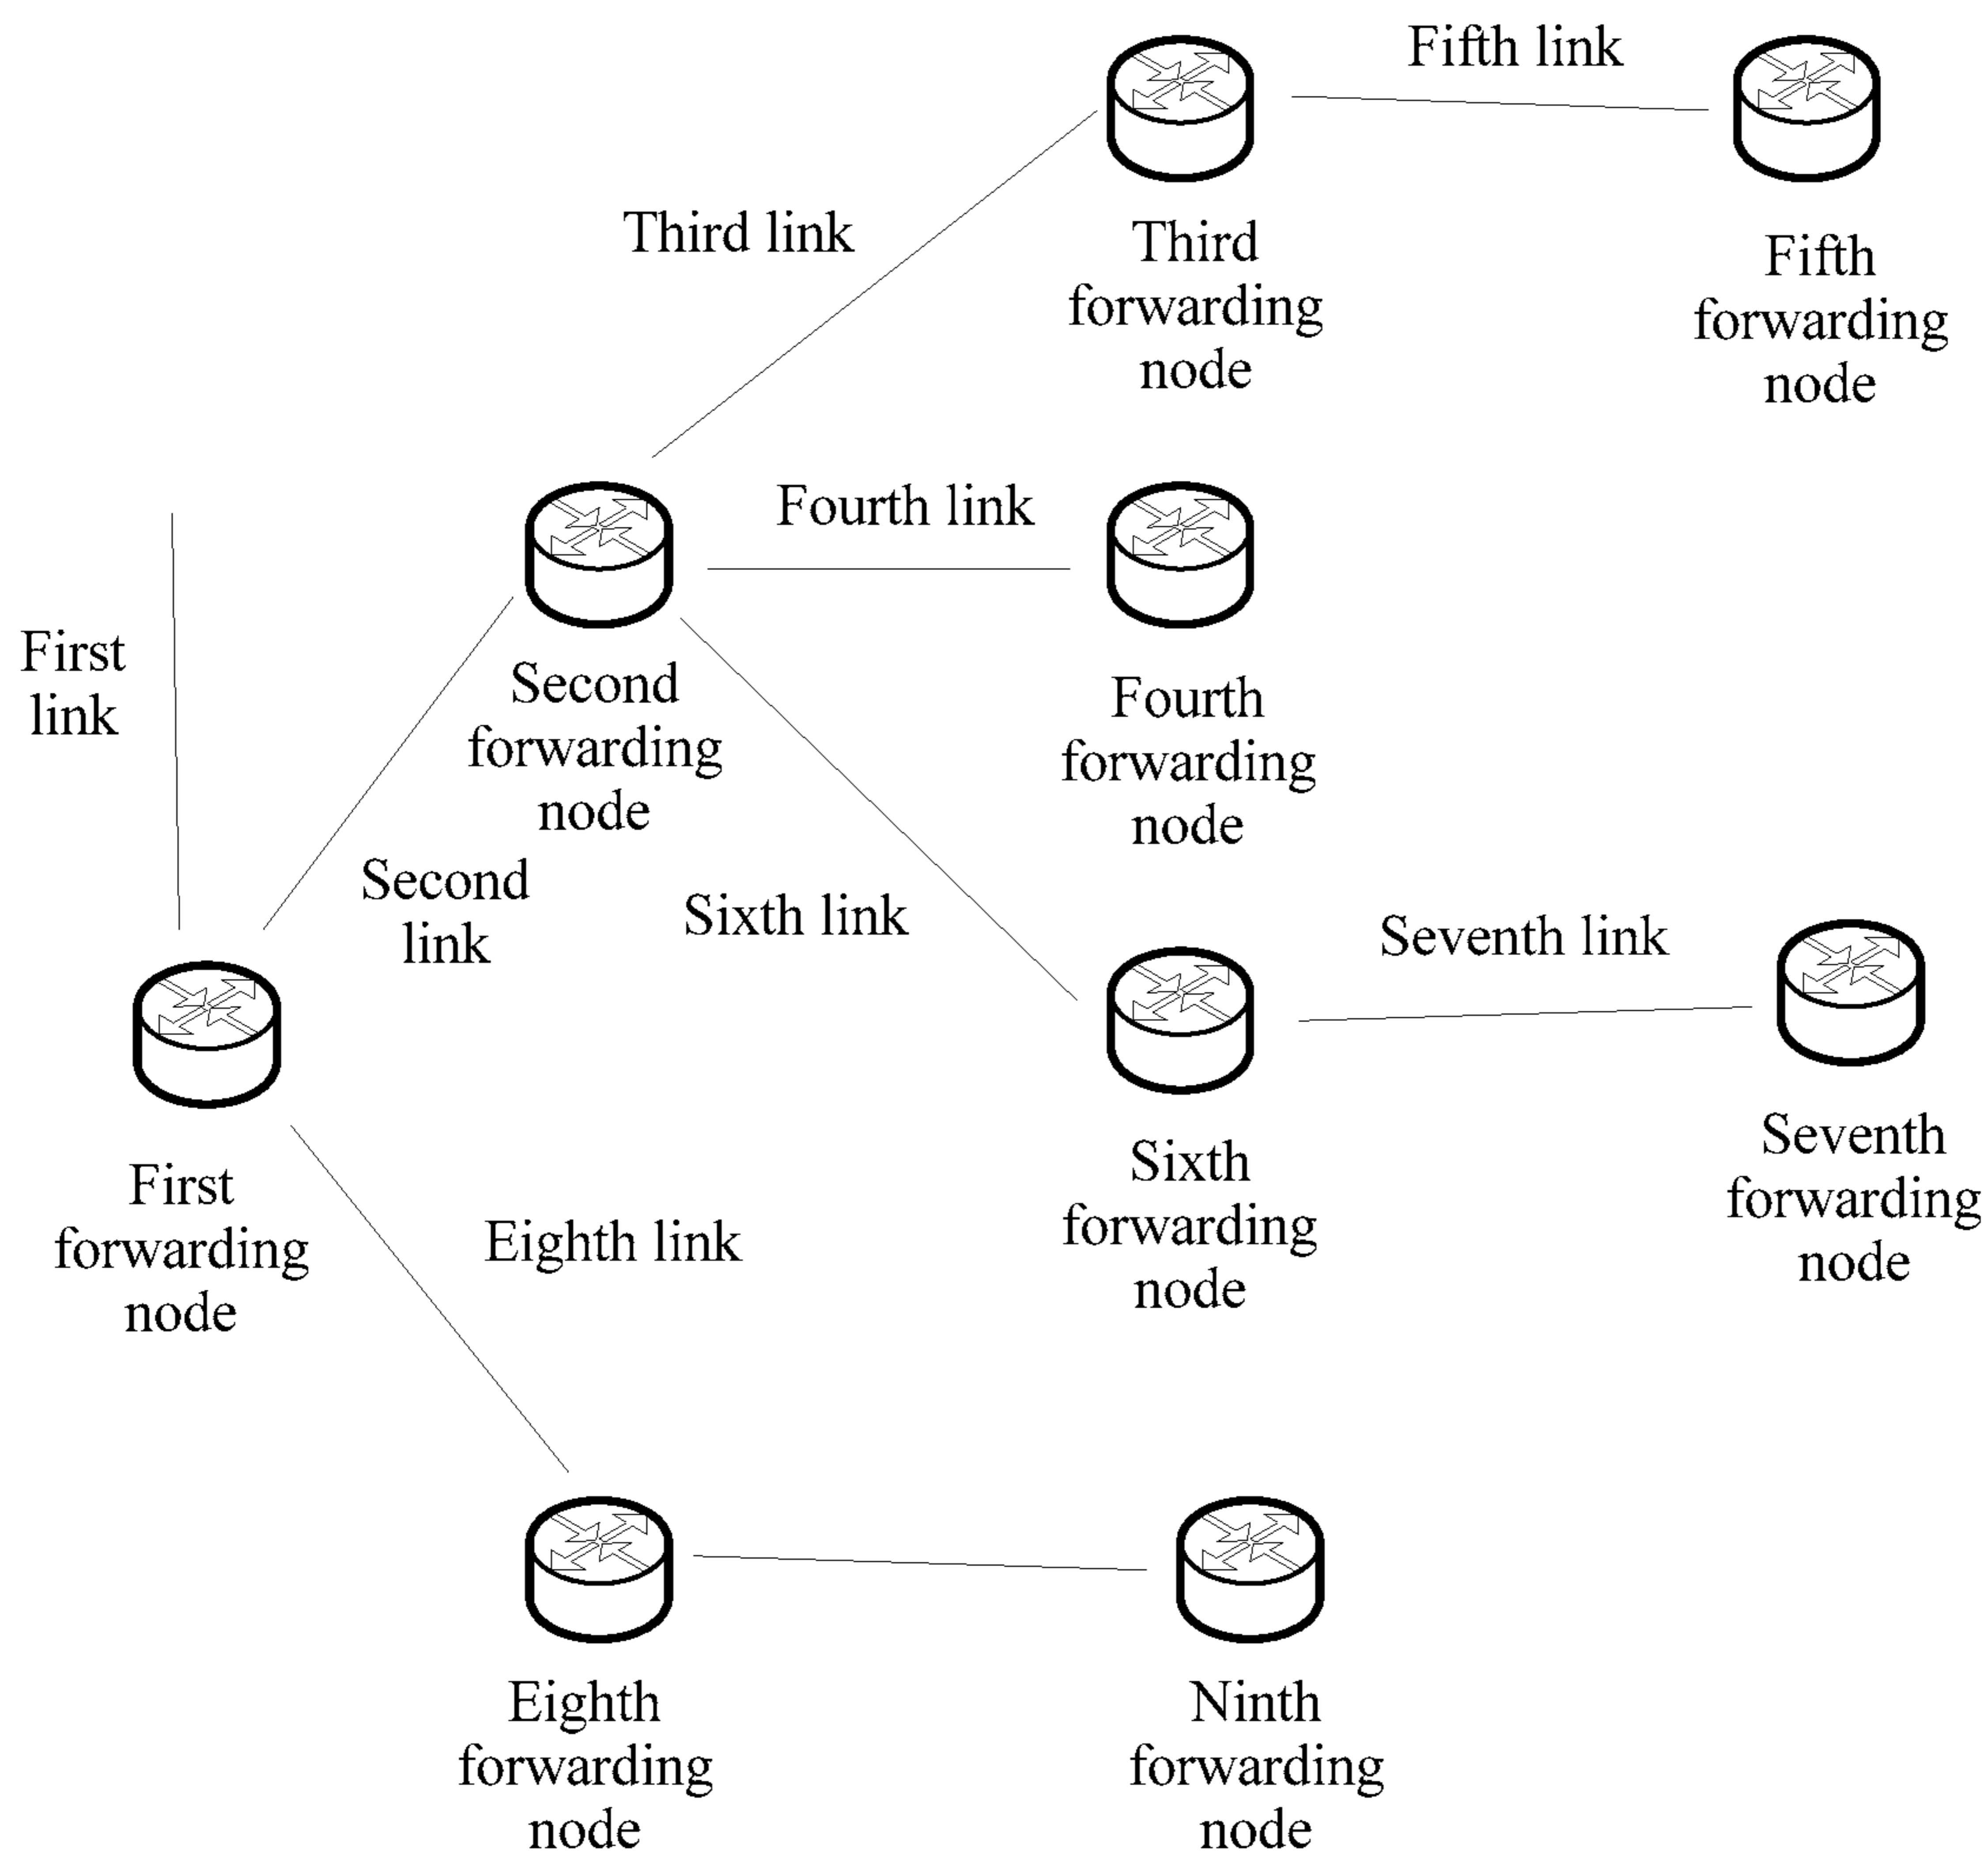 Fifth link
Third
forwarding
node
Fifth
forwarding
node
Third link
Fourth link
First
link
Second
forwarding
node
Fourth
forwarding
node
Second
link
Sixth link
Seventh link
First
forwarding
node
Sixth
forwarding
node
Seventh
forwarding
node
Eighth link
Eighth
forwarding
node
Ninth
forwarding
node